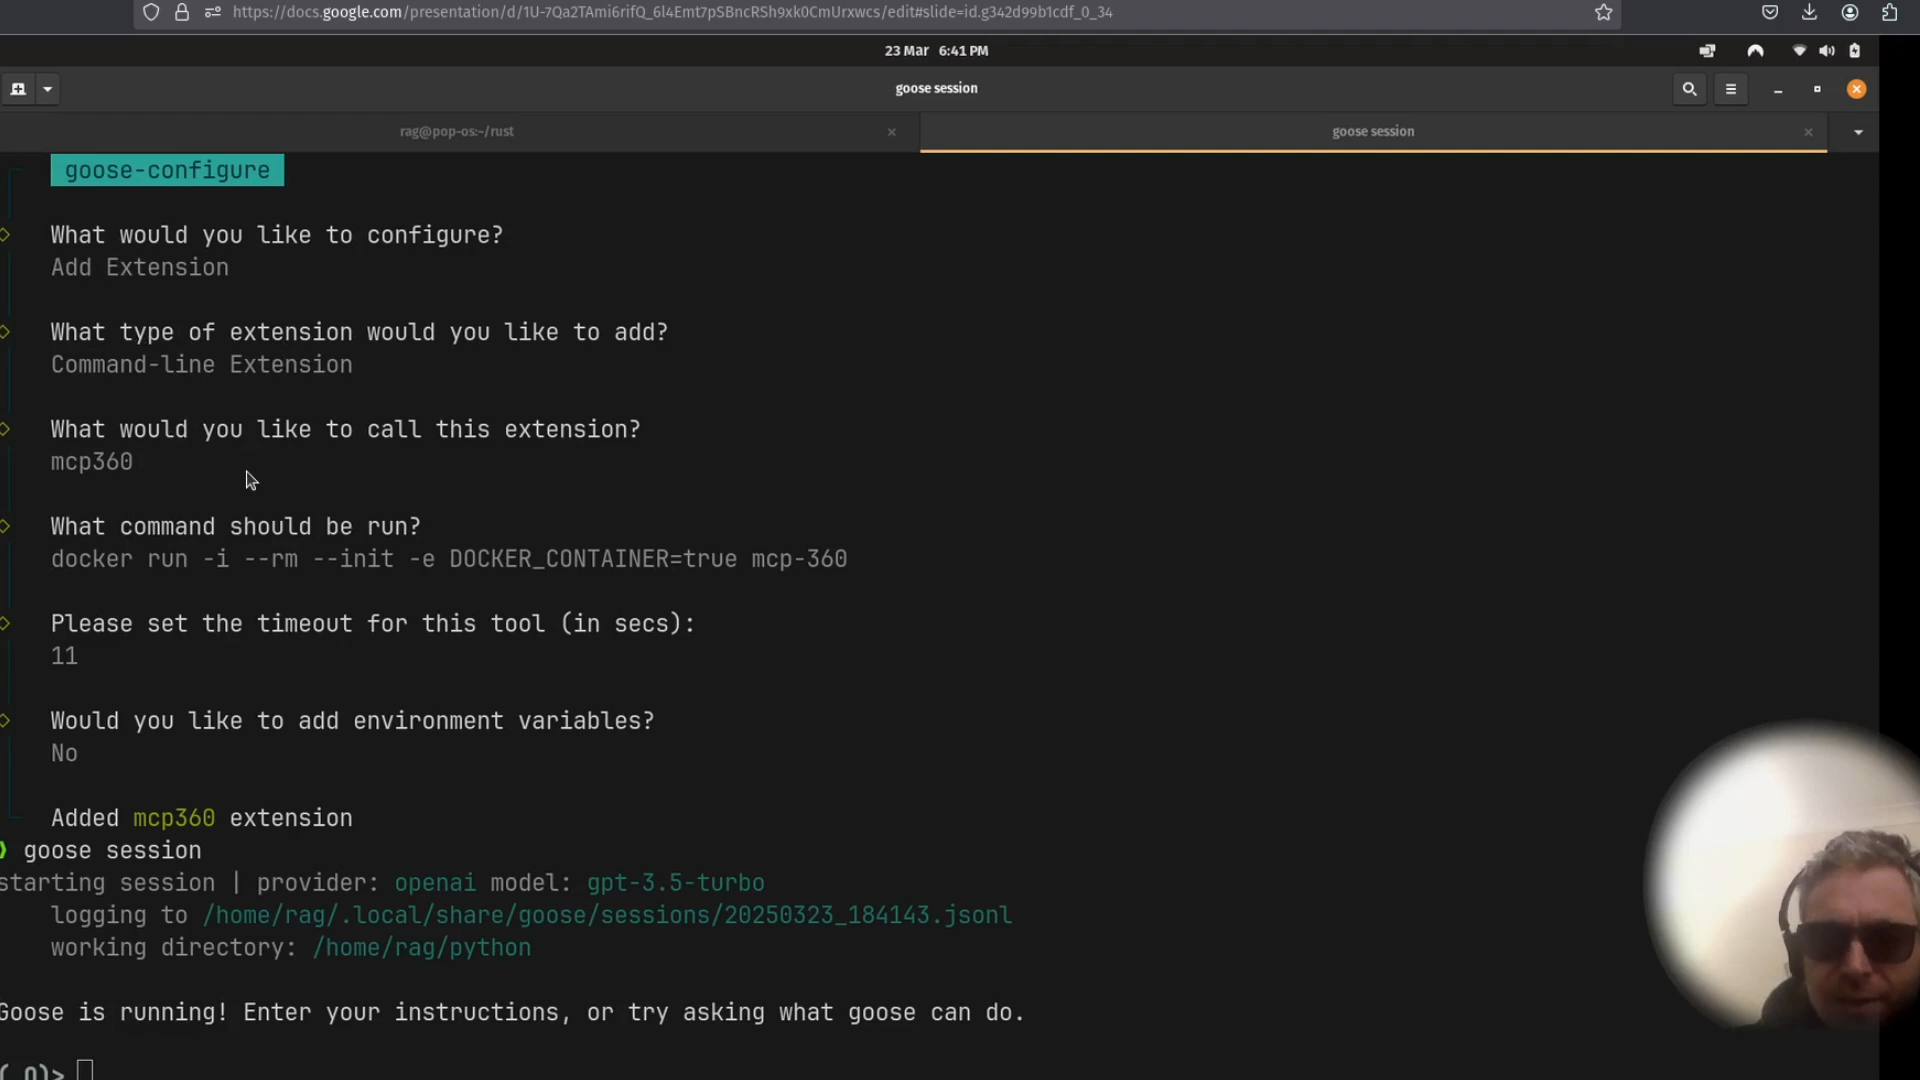 https://docs.google.com/presentation/d/1U-7Qa2TAmi6rifQ_6l4Emt7pSBncRSh9xk0CmUrxwcs/edit#slide=id.g342d99b1cdf_0_34
23 Mar 6:41 PM
goose session
rag@pop-os:~/rust
goose session
goose-configure
What would you like to configure?
Add Extension
What type of extension would you like to add?
Command-line Extension
What would you like to call this extension?
mcp360
What command should be run?
docker run -i --rm --init -e DOCKER_CONTAINER=true mcp-360
Please set the timeout for this tool (in secs):
11
Would you like to add environment variables?
No
Added mcp360 extension
goose session
starting session | provider: openai model: gpt-3.5-turbo
logging to /home/rag/.local/share/goose/sessions/20250323_184143.jsonl
working directory: /home/rag/python
Goose is running! Enter your instructions, or try asking what goose can do.
( O)>